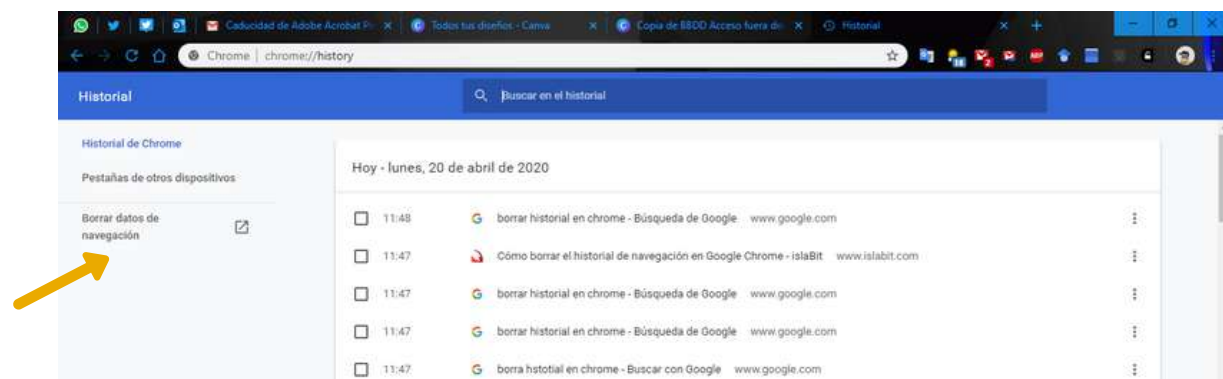 Caducidad de Adobe Acrobat P Todos tus diseños - Canva Copia de BBDD Acceso fuera de Historial
Chrome | chrome://history
Historial Buscar en el historial
Historial de Chrome
Pestañas de otros dispositivos
Borrar datos de
navegación
Hoy - lunes, 20 de abril de 2020
11:48 borrar historial en chrome - Búsqueda de Google www.google.com
11:47 Cómo borrar el historial de navegación en Google Chrome - islaBit www.islabit.com
11:47 borrar historial en chrome - Búsqueda de Google www.google.com
11:47 borrar historial en chrome - Búsqueda de Google www.google.com
11:47 borra hstotial en chrome - Buscar con Google www.google.com